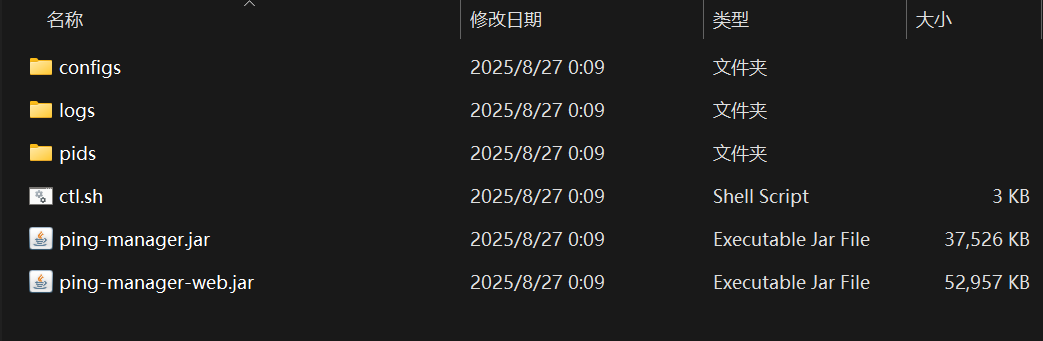 名称 修改日期 类型 大小
configs 2025/8/27 0:09 文件夹
logs 2025/8/27 0:09 文件夹
pids 2025/8/27 0:09 文件夹
ctl.sh 2025/8/27 0:09 Shell Script 3 KB
ping-manager.jar 2025/8/27 0:09 Executable Jar File 37,526 KB
ping-manager-web.jar 2025/8/27 0:09 Executable Jar File 52,957 KB